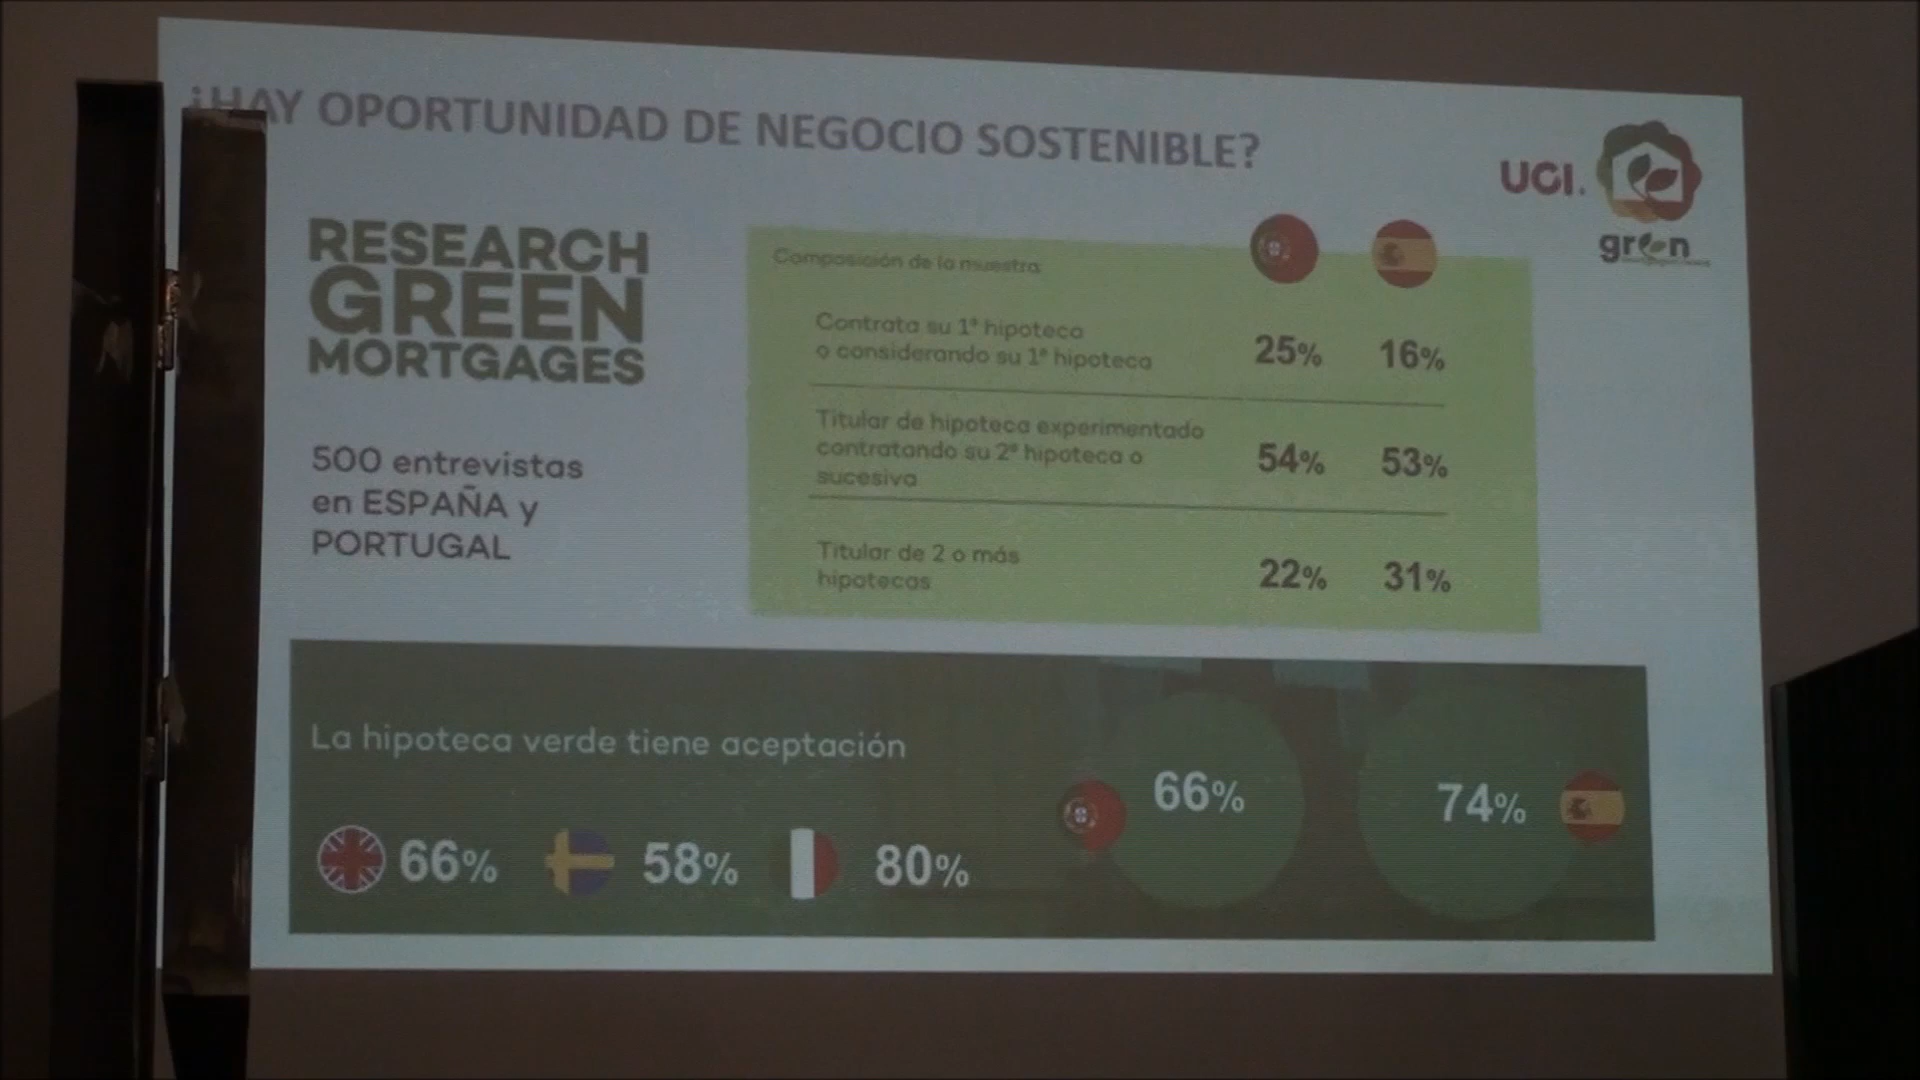 ¿HAY OPORTUNIDAD DE NEGOCIO SOSTENIBLE?
UCI.
green
RESEARCH
GREEN
MORTGAGES
500 entrevistas
en ESPAÑA y
PORTUGAL
Composición de la muestra
Contrata su 1ª hipoteca
o considerando su 1ª hipoteca
25% 16%
Titular de hipoteca experimentado
contratando su 2ª hipoteca o
sucesiva
54% 53%
Titular de 2 o más
hipotecas
22% 31%
La hipoteca verde tiene aceptación
66% 58% 80%
66% 74%